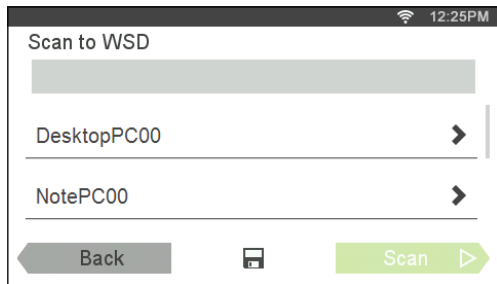 12:25PM
Scan to WSD
DesktopPC00
NotePC00
Back
Scan